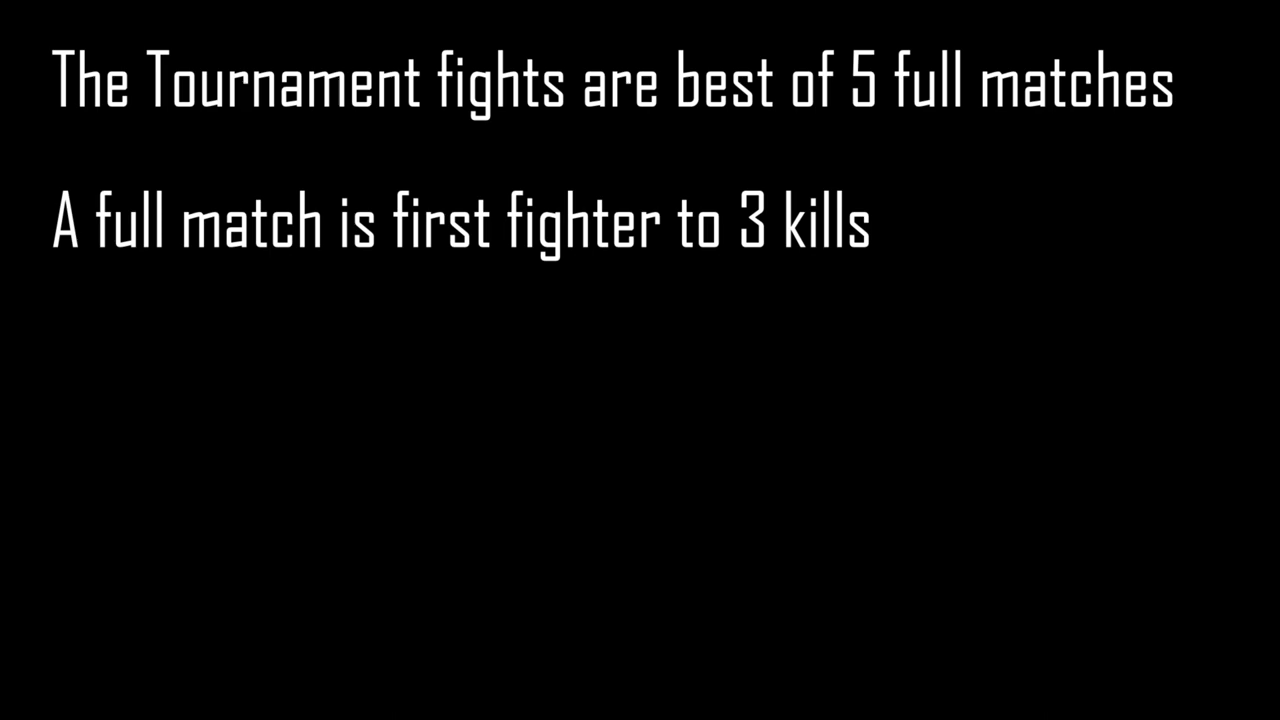 The Tournament fights are best of 5 full matches
A full match is first fighter to 3 kills